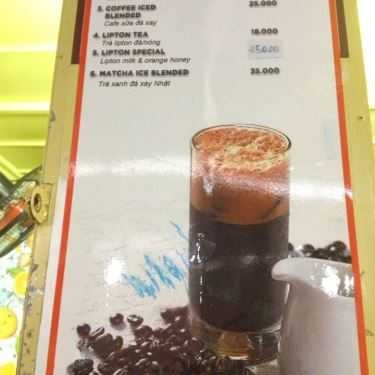 3. COFFEE ICED 25.000
BLENDED
Cafe sữa đá xay
4. LIPTON TEA 18.000
Trà lipton đá/nóng
5. LIPTON SPECIAL 25.000
Lipton milk & orange honey
6. MATCHA ICE BLENDED 35.000
Trà xanh đá xay Nhật